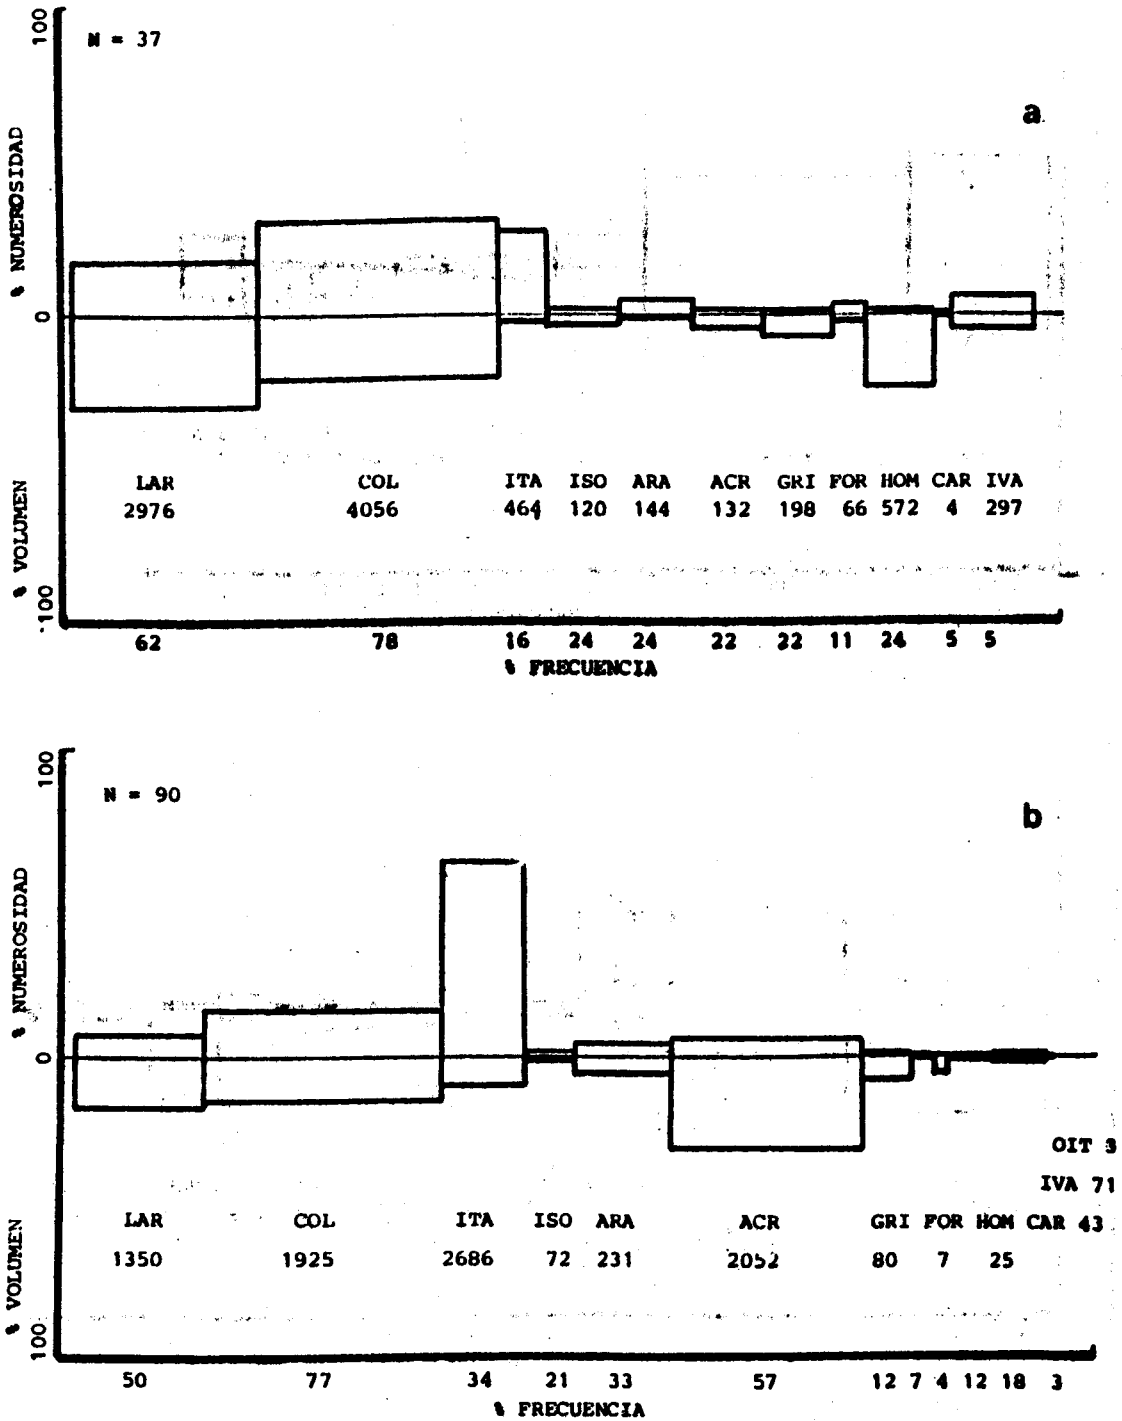 100
N = 37
a
% NUMEROSIDAD
0
LAR COL ITA ISO ARA ACR GRI FOR HOM CAR IVA
2976 4056 464 120 144 132 198 66 572 4 297
% VOLUMEN
-100
62 78 16 24 24 22 22 11 24 5 5
% FRECUENCIA
100
N = 90
b
% NUMEROSIDAD
0
OIT 3
IVA 71
LAR COL ITA ISO ARA ACR GRI FOR HOM CAR 43
1350 1925 2686 72 231 2052 80 7 25
% VOLUMEN
100
50 77 34 21 33 57 12 7 4 12 18 3
% FRECUENCIA